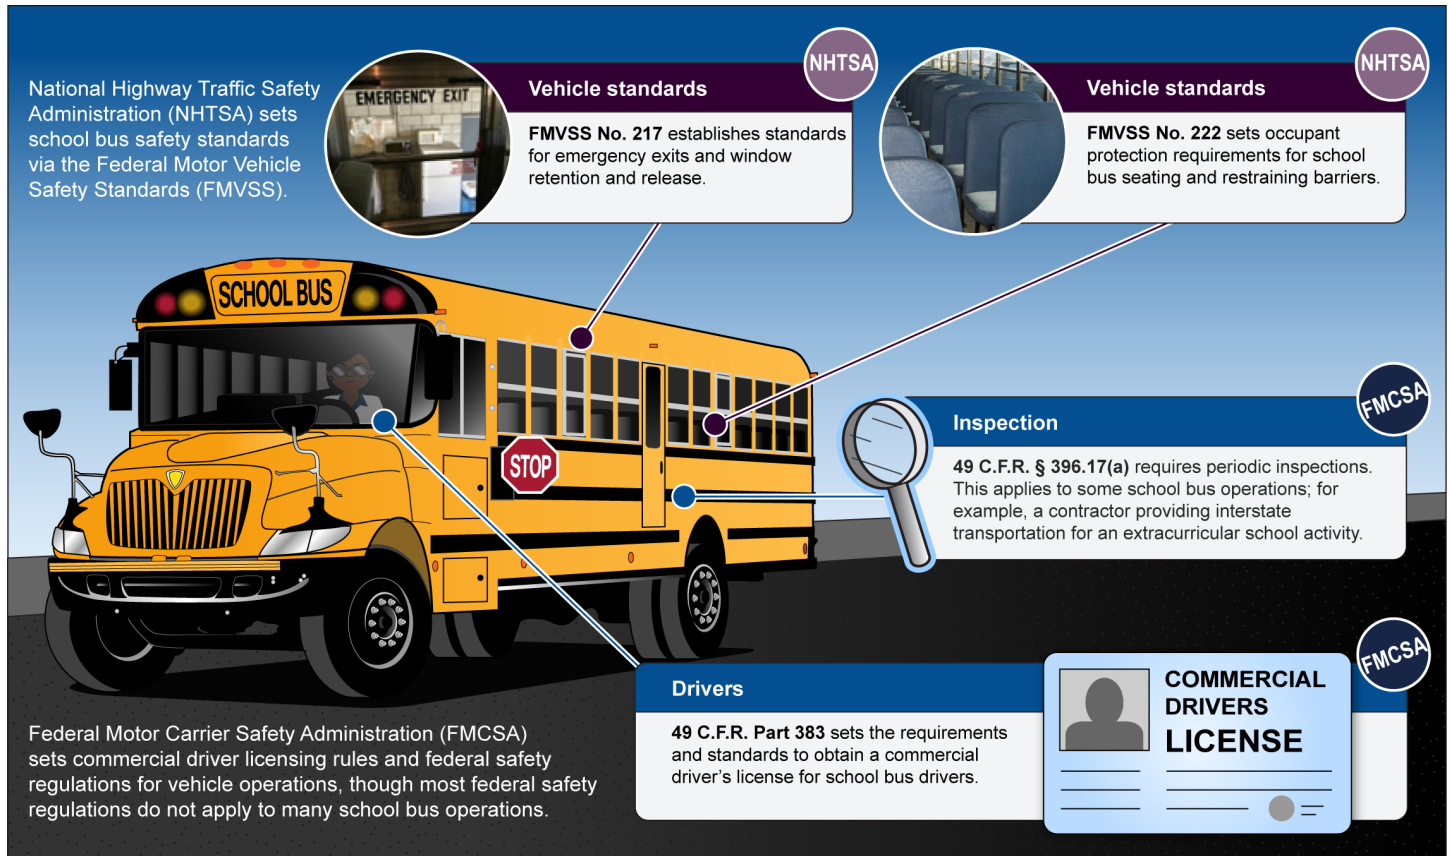 National Highway Traffic Safety
Administration (NHTSA) sets
school bus safety standards
via the Federal Motor Vehicle
Safety Standards (FMVSS).
EMERGENCY EXIT
Vehicle standards
NHTSA
FMVSS No. 217 establishes standards
for emergency exits and window
retention and release.
Vehicle standards
NHTSA
FMVSS No. 222 sets occupant
protection requirements for school
bus seating and restraining barriers.
SCHOOL BUS
STOP
Inspection
FMCSA
49 C.F.R. § 396.17(a) requires periodic inspections.
This applies to some school bus operations; for
example, a contractor providing interstate
transportation for an extracurricular school activity.
Drivers
FMCSA
49 C.F.R. Part 383 sets the requirements
and standards to obtain a commercial
driver’s license for school bus drivers.
COMMERCIAL
DRIVERS
LICENSE
Federal Motor Carrier Safety Administration (FMCSA)
sets commercial driver licensing rules and federal safety
regulations for vehicle operations, though most federal safety
regulations do not apply to many school bus operations.